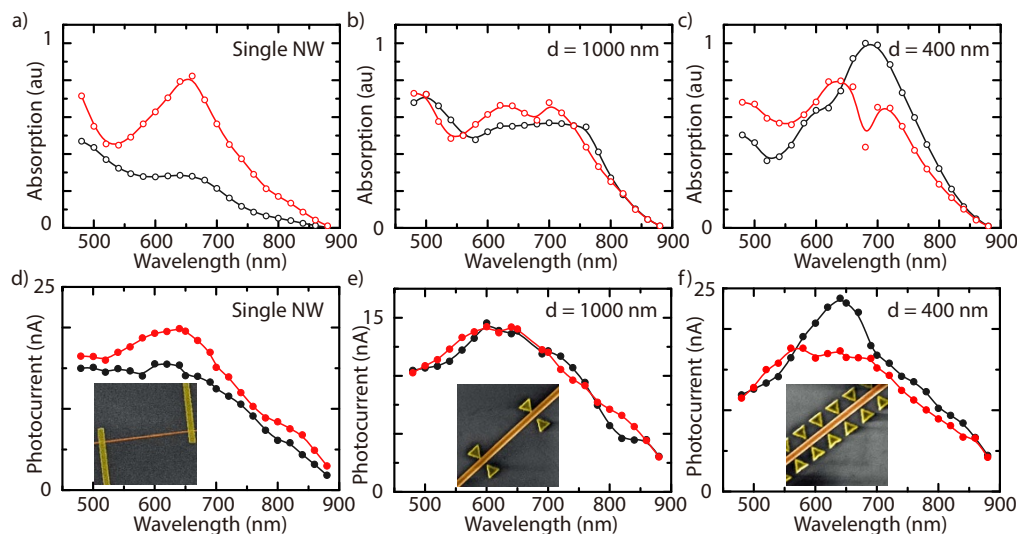 a) b) c)
Single NW d = 1000 nm d = 400 nm
Absorption (au) Absorption (au) Absorption (au)
1 1 1
0 0 0
500 600 700 800 900 500 600 700 800 900 500 600 700 800 900
Wavelength (nm) Wavelength (nm) Wavelength (nm)
d) e) f)
25 15 25
Single NW d = 1000 nm d = 400 nm
Photocurrent (nA) Photocurrent (nA) Photocurrent (nA)
0 0 0
500 600 700 800 900 500 600 700 800 900 500 600 700 800 900
Wavelength (nm) Wavelength (nm) Wavelength (nm)